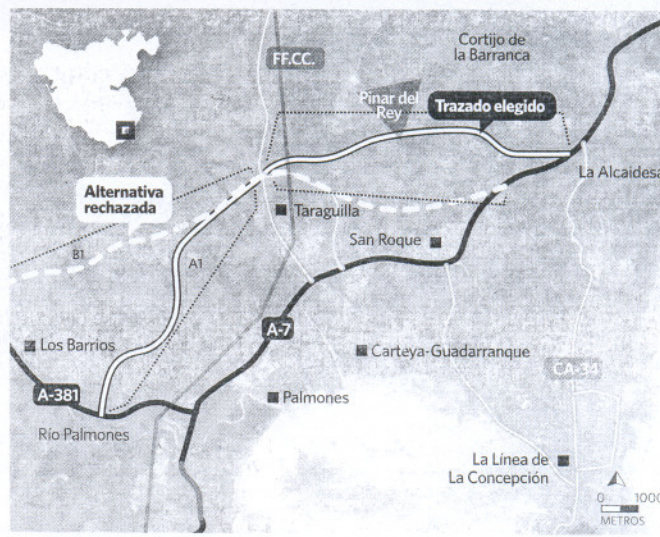 Cortijo de
la Barranca
FF.CC.
Pinar del
Rey
Trazado elegido
La Alcaidesa
Alternativa
rechazada
Taraguilla
San Roque
B1
A1
A-7
Los Barrios
Carteya-Guadarranque
CA-34
A-381
Palmones
Río Palmones
La Línea de
La Concepción
0 1000
METROS